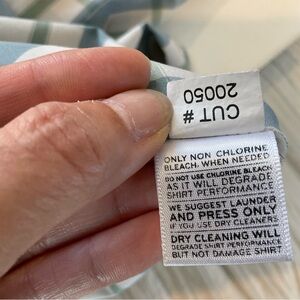 CUT #
20050
ONLY NON CHLORINE
BLEACH, WHEN NEEDED
DO NOT USE CHLORINE BLEACH,
AS IT WILL DEGRADE
SHIRT PERFORMANCE
WE SUGGEST LAUNDER
AND PRESS ONLY
IF YOU USE DRY CLEANERS
DRY CLEANING WILL
DEGRADE SHIRT PERFORMANCE
BUT NOT DAMAGE SHIRT